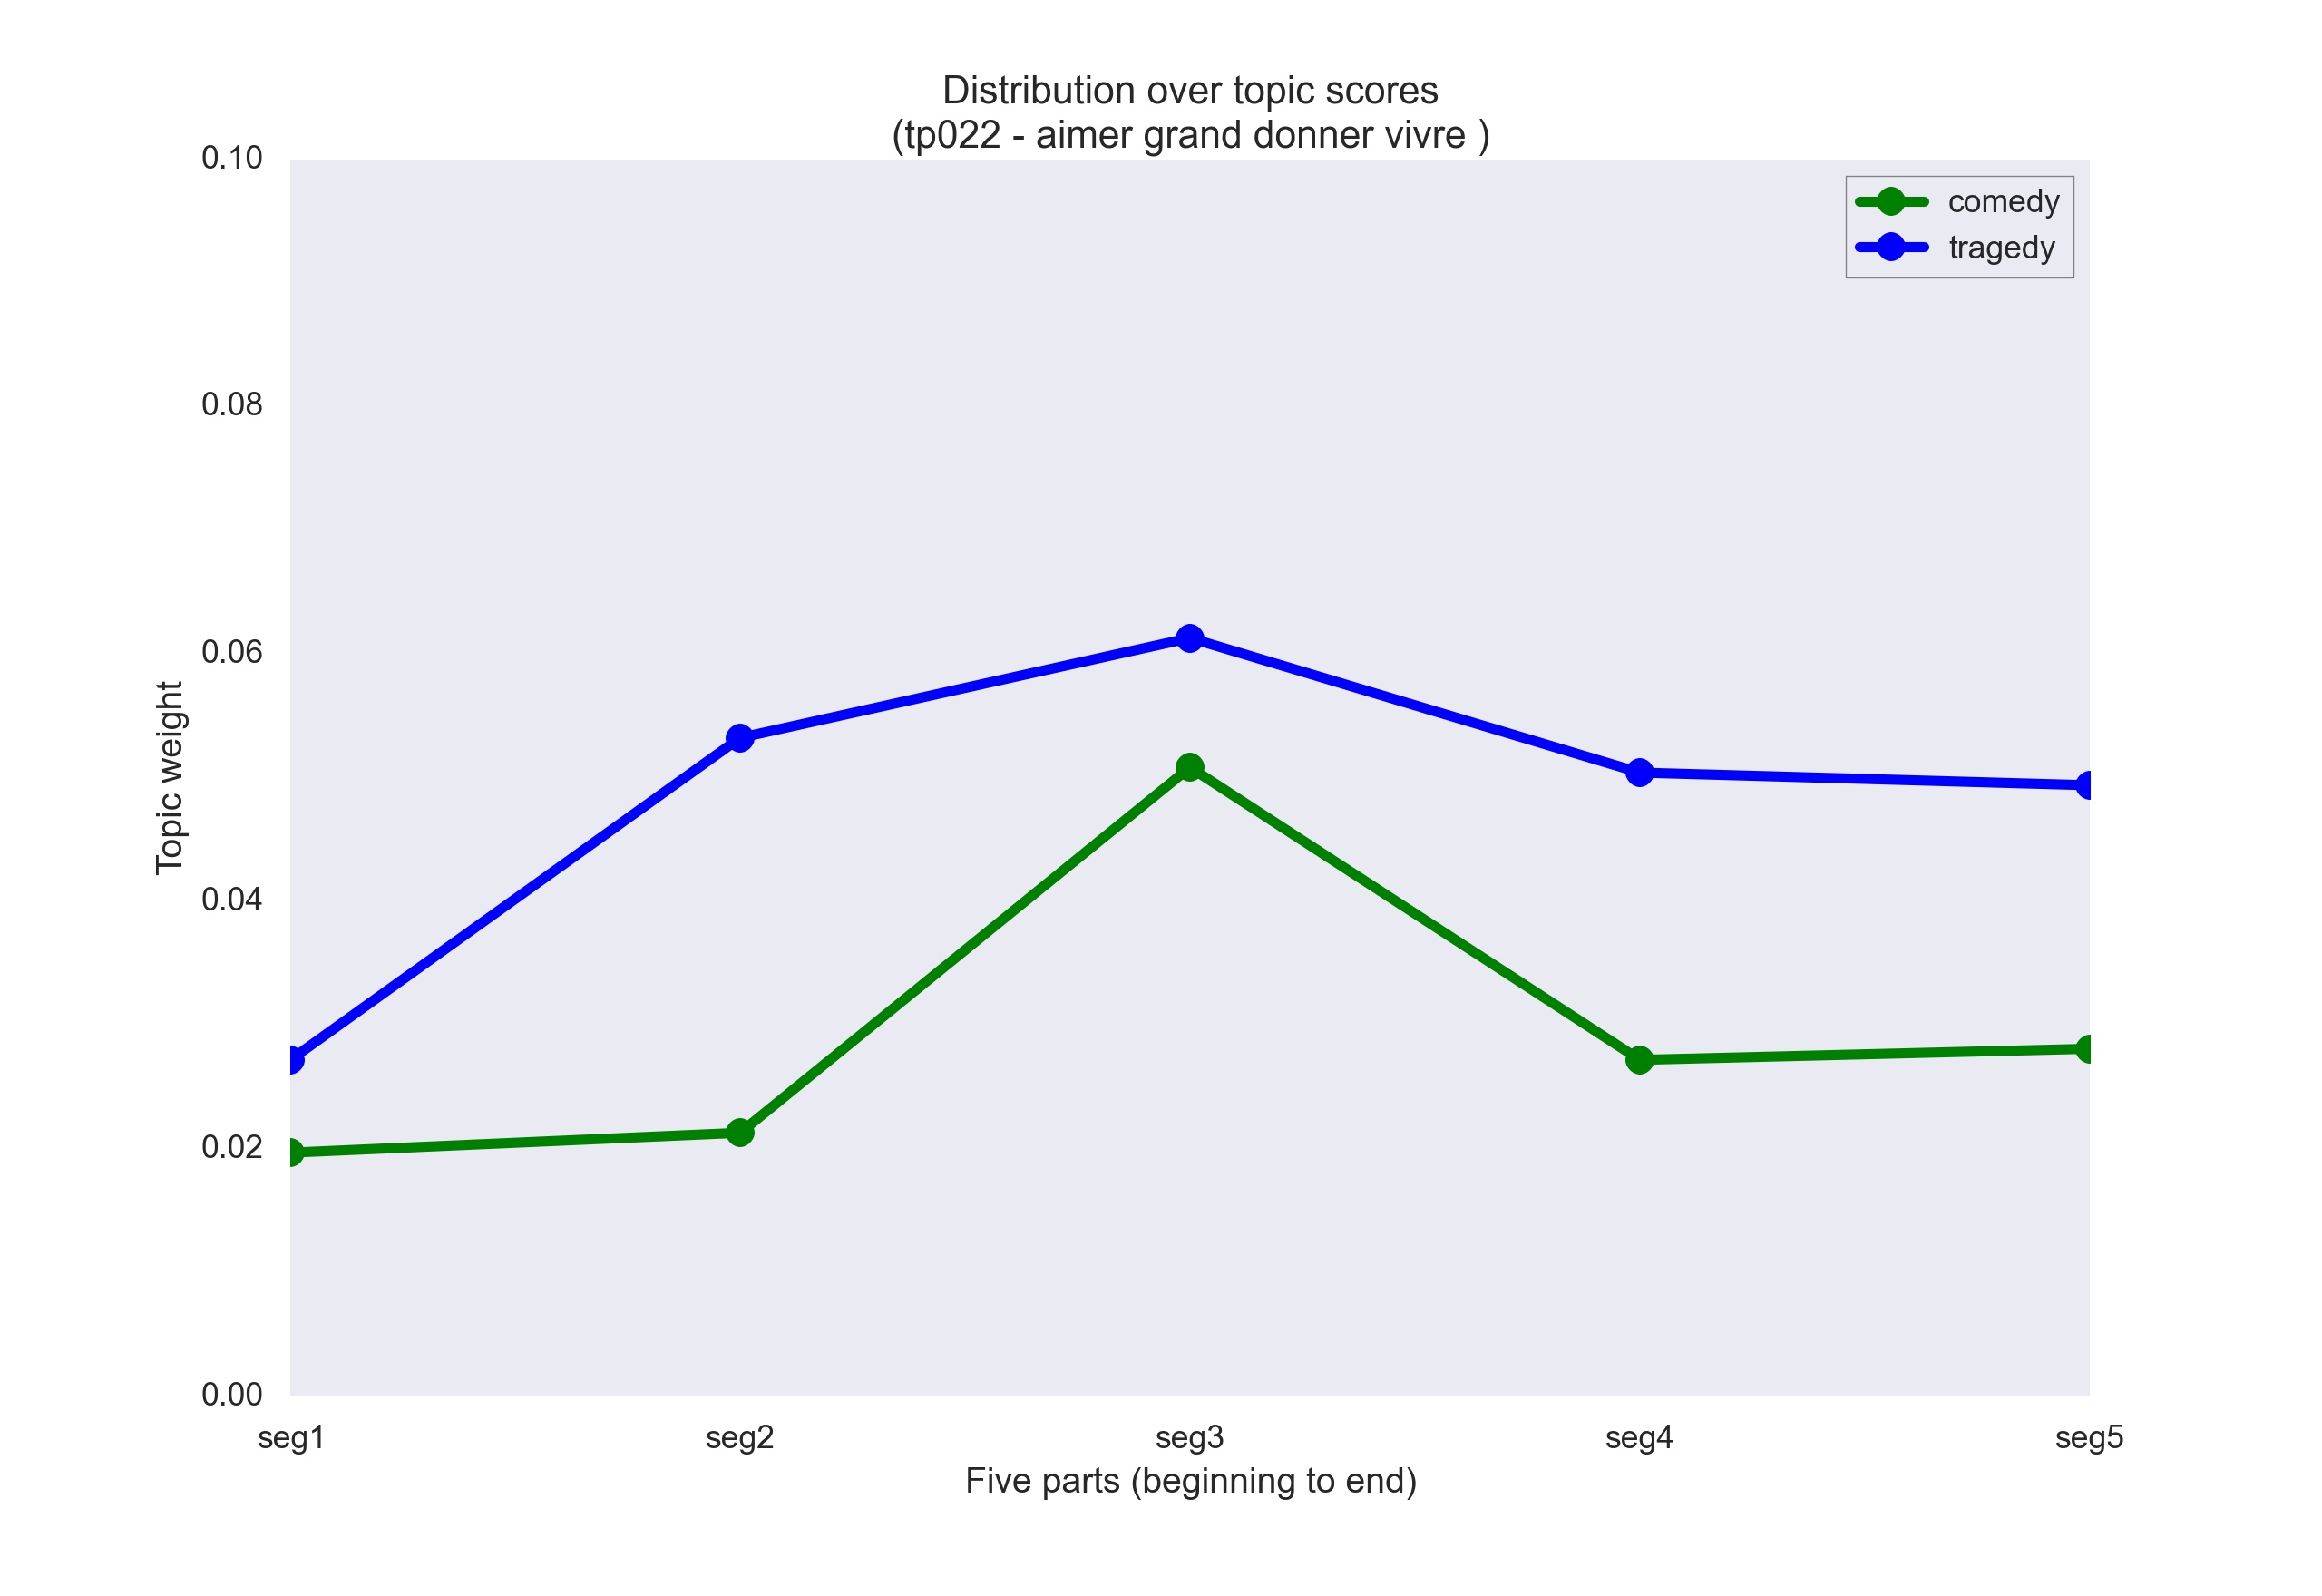 Distribution over topic scores
(tp022 - aimer grand donner vivre )
0.10
0.08
0.06
0.04
0.02
0.00
Topic weight
comedy
tragedy
seg1 seg2 seg3 seg4 seg5
Five parts (beginning to end)